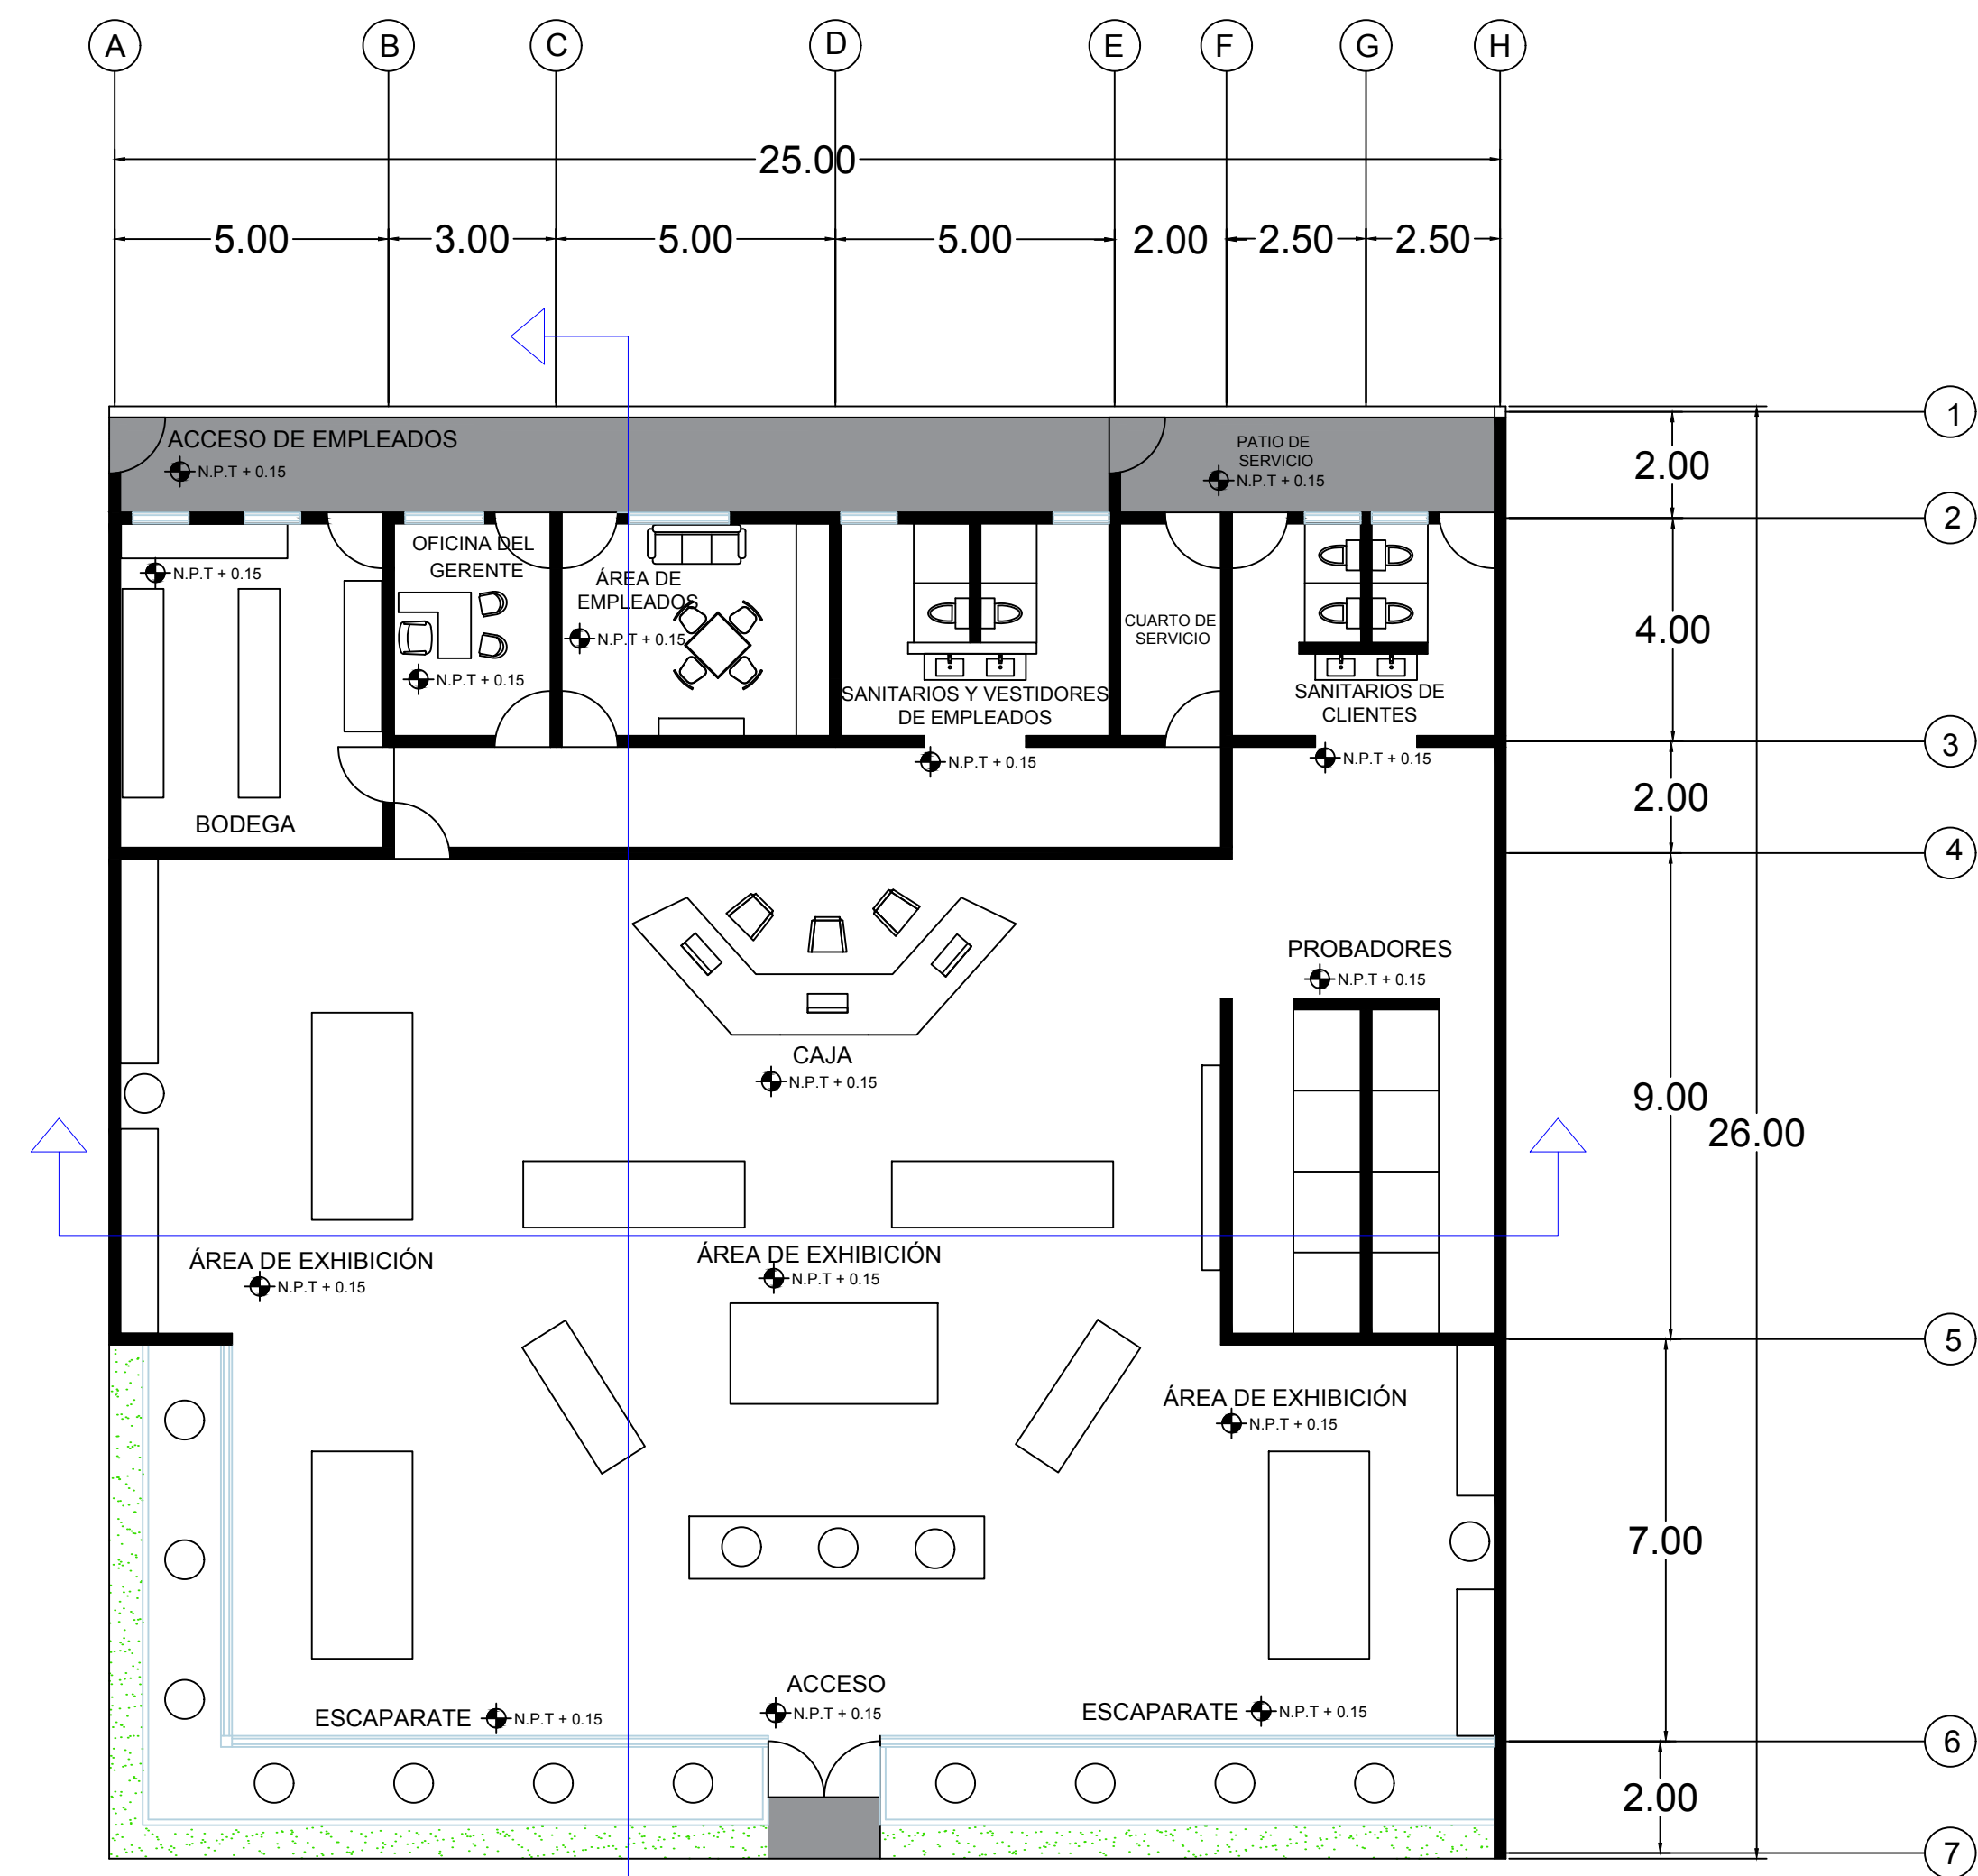 A B C D E F G H
25.00
5.00 3.00 5.00 5.00 2.00 2.50 2.50
1
ACCESO DE EMPLEADOS
N.P.T + 0.15
PATIO DE
SERVICIO
N.P.T + 0.15
2.00
2
OFICINA DEL
GERENTE
N.P.T + 0.15
N.P.T + 0.15
ÁREA DE
EMPLEADOS
N.P.T + 0.15
CUARTO DE
SERVICIO
4.00
SANITARIOS Y VESTIDORES
DE EMPLEADOS
N.P.T + 0.15
SANITARIOS DE
CLIENTES
N.P.T + 0.15
3
BODEGA
2.00
4
PROBADORES
N.P.T + 0.15
CAJA
N.P.T + 0.15
9.00
26.00
ÁREA DE EXHIBICIÓN
N.P.T + 0.15
ÁREA DE EXHIBICIÓN
N.P.T + 0.15
5
ÁREA DE EXHIBICIÓN
N.P.T + 0.15
7.00
ESCAPARATE N.P.T + 0.15
ACCESO
N.P.T + 0.15
ESCAPARATE N.P.T + 0.15
6
2.00
7